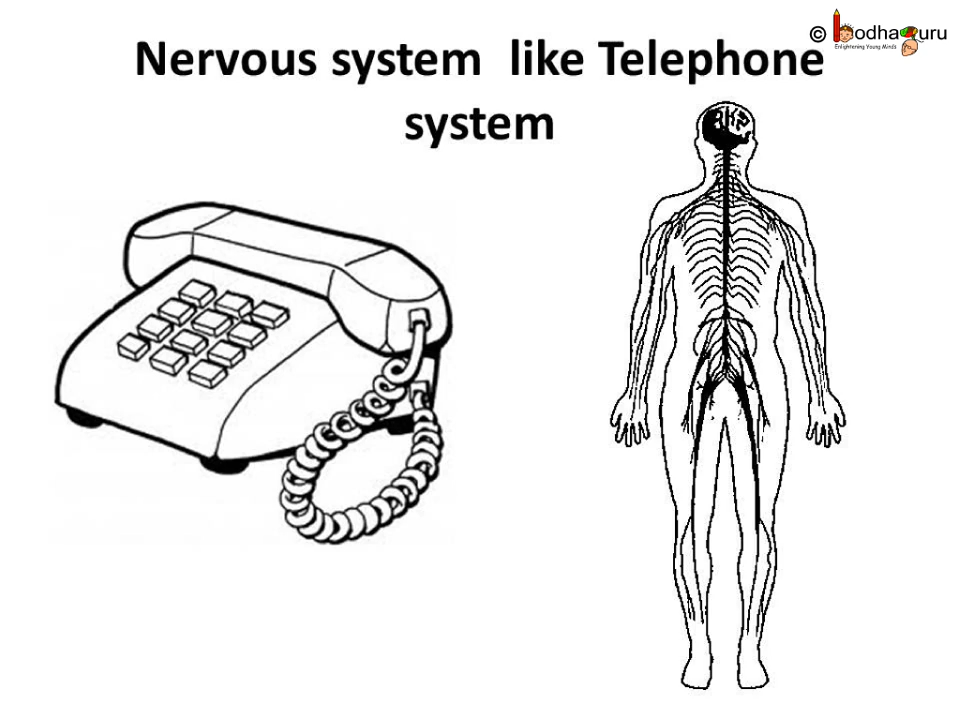 © BodhaGuru
Enlightening Young Minds
Nervous system  like Telephone
system